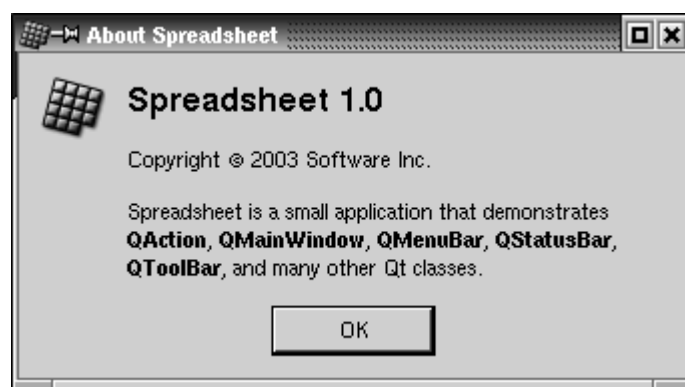 About Spreadsheet
Spreadsheet 1.0
Copyright © 2003 Software Inc.
Spreadsheet is a small application that demonstrates
QAction, QMainWindow, QMenuBar, QStatusBar,
QToolBar, and many other Qt classes.
OK